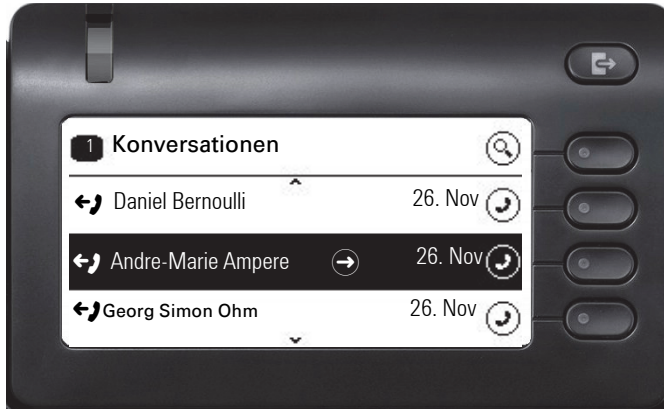 1 Konversationen
Daniel Bernoulli 26. Nov
Andre-Marie Ampere 26. Nov
Georg Simon Ohm 26. Nov